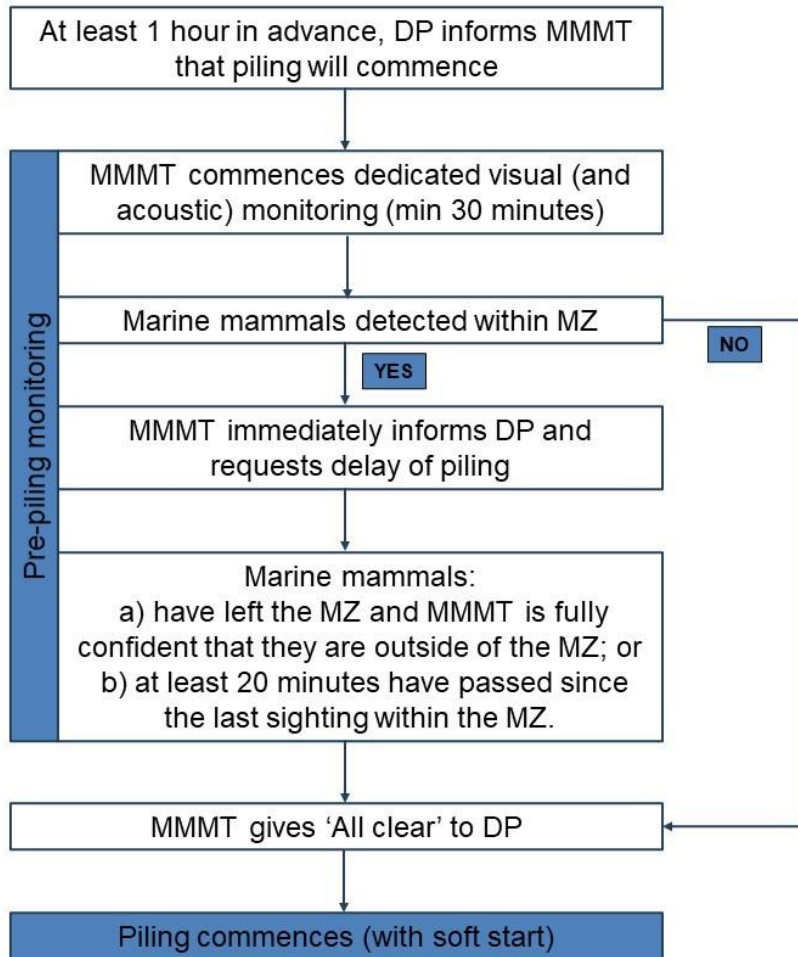 At least 1 hour in advance, DP informs MMMT
that piling will commence
Pre-piling monitoring
MMMT commences dedicated visual (and
acoustic) monitoring (min 30 minutes)
Marine mammals detected within MZ
NO
YES
MMMT immediately informs DP and
requests delay of piling
Marine mammals:
a) have left the MZ and MMMT is fully
confident that they are outside of the MZ; or
b) at least 20 minutes have passed since
the last sighting within the MZ.
MMMT gives ‘All clear’ to DP
Piling commences (with soft start)